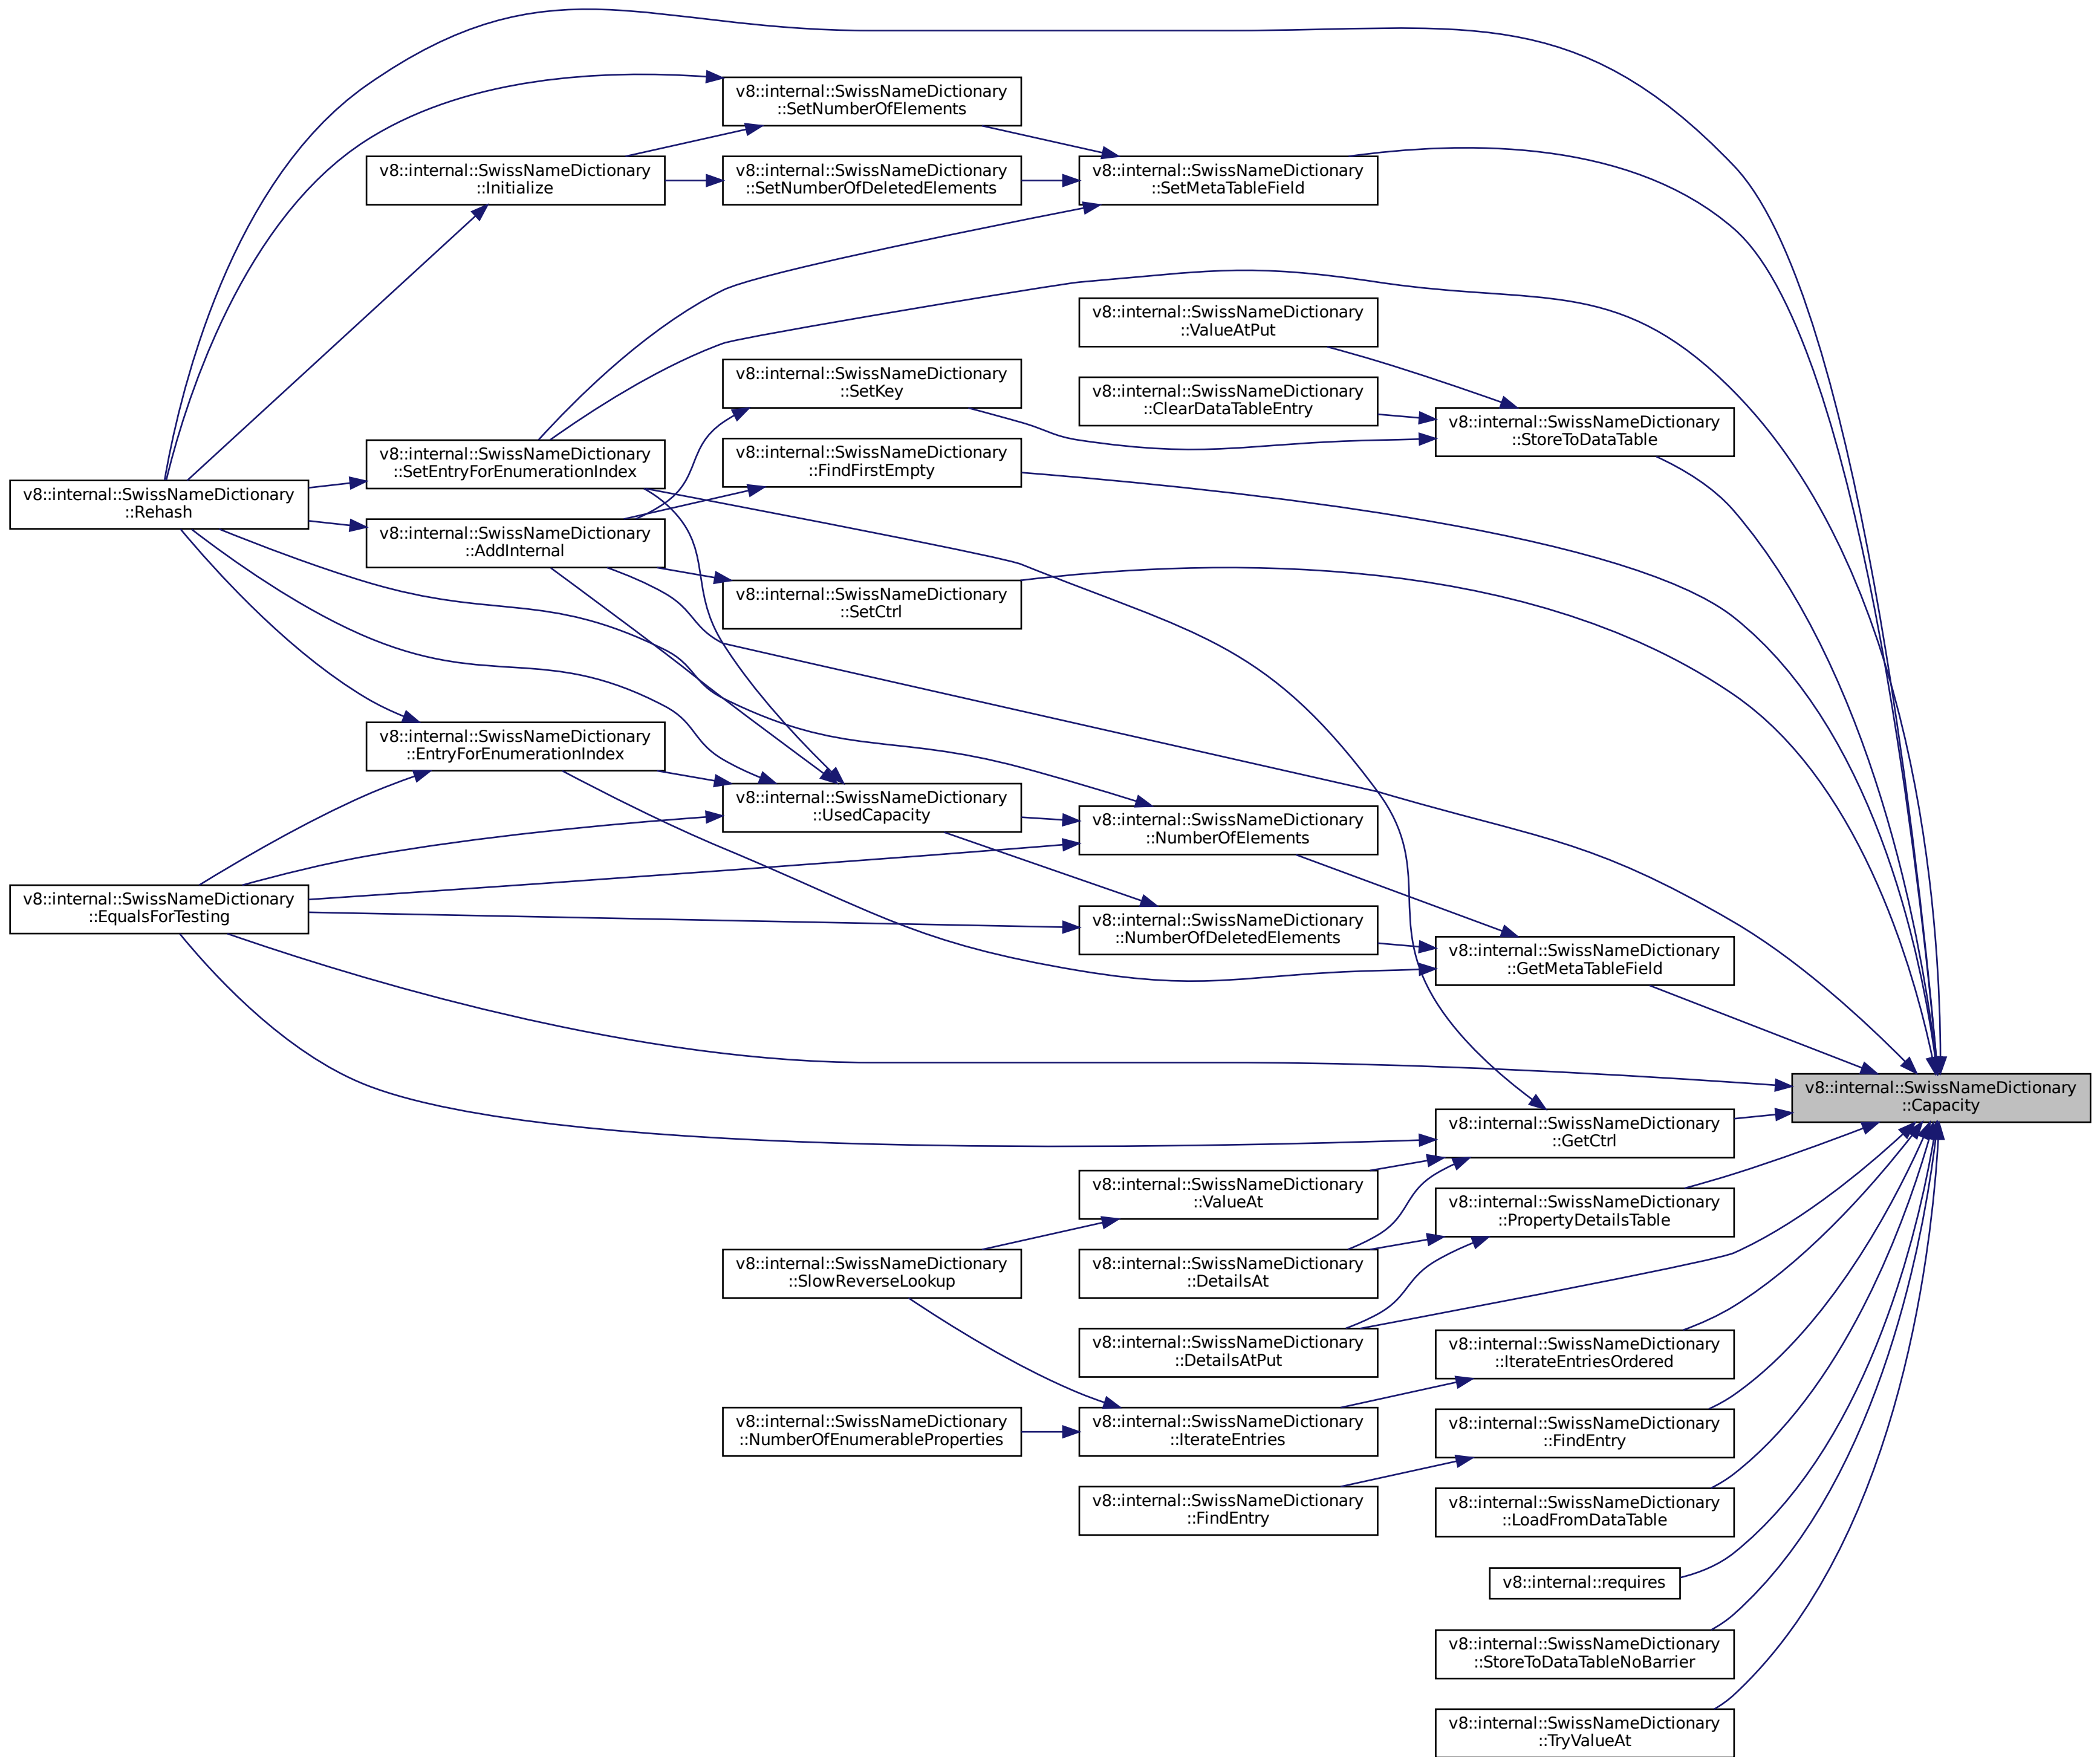 v8::internal::SwissNameDictionary
::SetNumberOfElements
v8::internal::SwissNameDictionary
::Initialize
v8::internal::SwissNameDictionary
::SetNumberOfDeletedElements
v8::internal::SwissNameDictionary
::SetMetaTableField
v8::internal::SwissNameDictionary
::ValueAtPut
v8::internal::SwissNameDictionary
::SetKey
v8::internal::SwissNameDictionary
::ClearDataTableEntry
v8::internal::SwissNameDictionary
::StoreToDataTable
v8::internal::SwissNameDictionary
::SetEntryForEnumerationIndex
v8::internal::SwissNameDictionary
::FindFirstEmpty
v8::internal::SwissNameDictionary
::Rehash
v8::internal::SwissNameDictionary
::AddInternal
v8::internal::SwissNameDictionary
::SetCtrl
v8::internal::SwissNameDictionary
::EntryForEnumerationIndex
v8::internal::SwissNameDictionary
::UsedCapacity
v8::internal::SwissNameDictionary
::NumberOfElements
v8::internal::SwissNameDictionary
::EqualsForTesting
v8::internal::SwissNameDictionary
::NumberOfDeletedElements
v8::internal::SwissNameDictionary
::GetMetaTableField
v8::internal::SwissNameDictionary
::Capacity
v8::internal::SwissNameDictionary
::GetCtrl
v8::internal::SwissNameDictionary
::ValueAt
v8::internal::SwissNameDictionary
::PropertyDetailsTable
v8::internal::SwissNameDictionary
::SlowReverseLookup
v8::internal::SwissNameDictionary
::DetailsAt
v8::internal::SwissNameDictionary
::DetailsAtPut
v8::internal::SwissNameDictionary
::IterateEntriesOrdered
v8::internal::SwissNameDictionary
::NumberOfEnumerableProperties
v8::internal::SwissNameDictionary
::IterateEntries
v8::internal::SwissNameDictionary
::FindEntry
v8::internal::SwissNameDictionary
::FindEntry
v8::internal::SwissNameDictionary
::LoadFromDataTable
v8::internal::requires
v8::internal::SwissNameDictionary
::StoreToDataTableNoBarrier
v8::internal::SwissNameDictionary
::TryValueAt